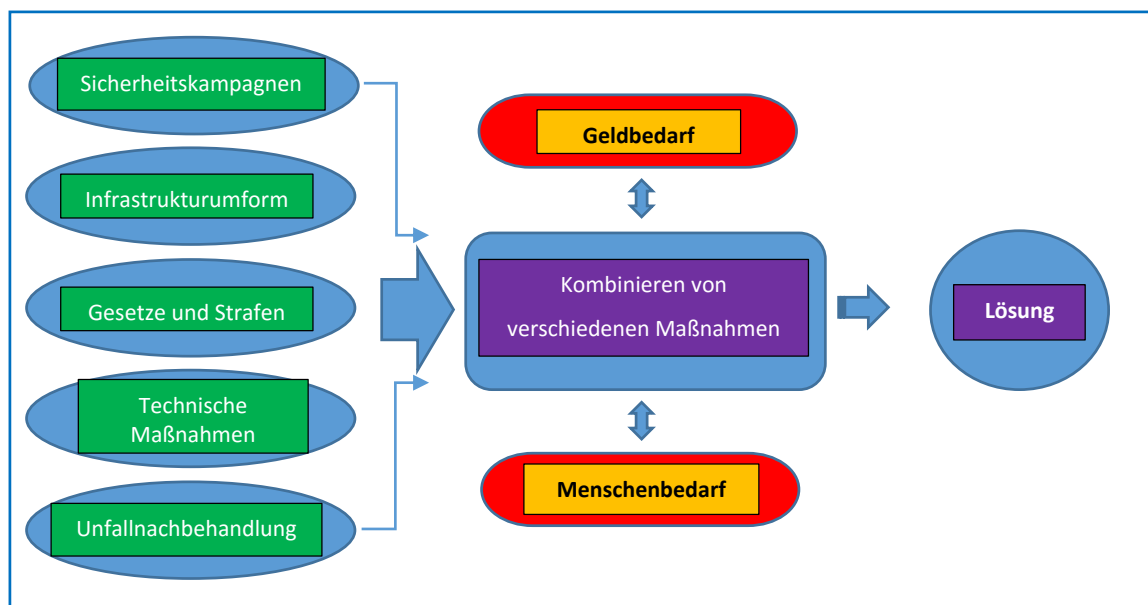 Sicherheitskampagnen
Infrastrukturumform
Gesetze und Strafen
Technische
Maßnahmen
Unfallnachbehandlung
Geldbedarf
Kombinieren von
verschiedenen Maßnahmen
Menschenbedarf
Lösung